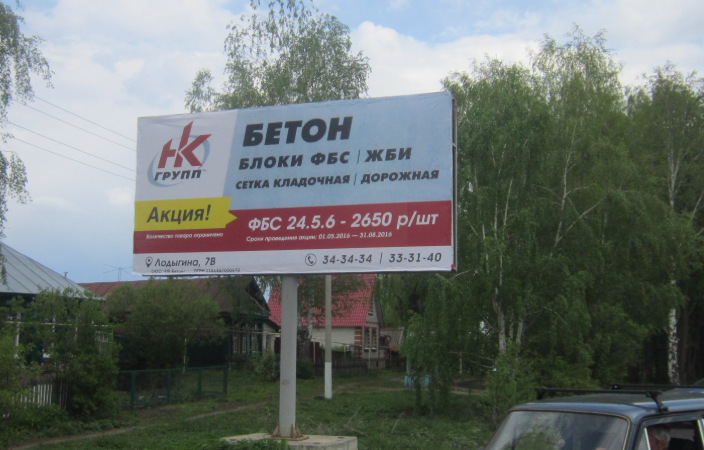 НК
ГРУПП
БЕТОН
БЛОКИ ФБС | ЖБИ
СЕТКА КЛАДОЧНАЯ | ДОРОЖНАЯ
Акция!
Количество товара ограничено
ФБС 24.5.6 - 2650 р/шт
Сроки проведения акции: 01.05.2016 — 31.08.2016
Лодыгина, 7В
34-34-34 | 33-31-40